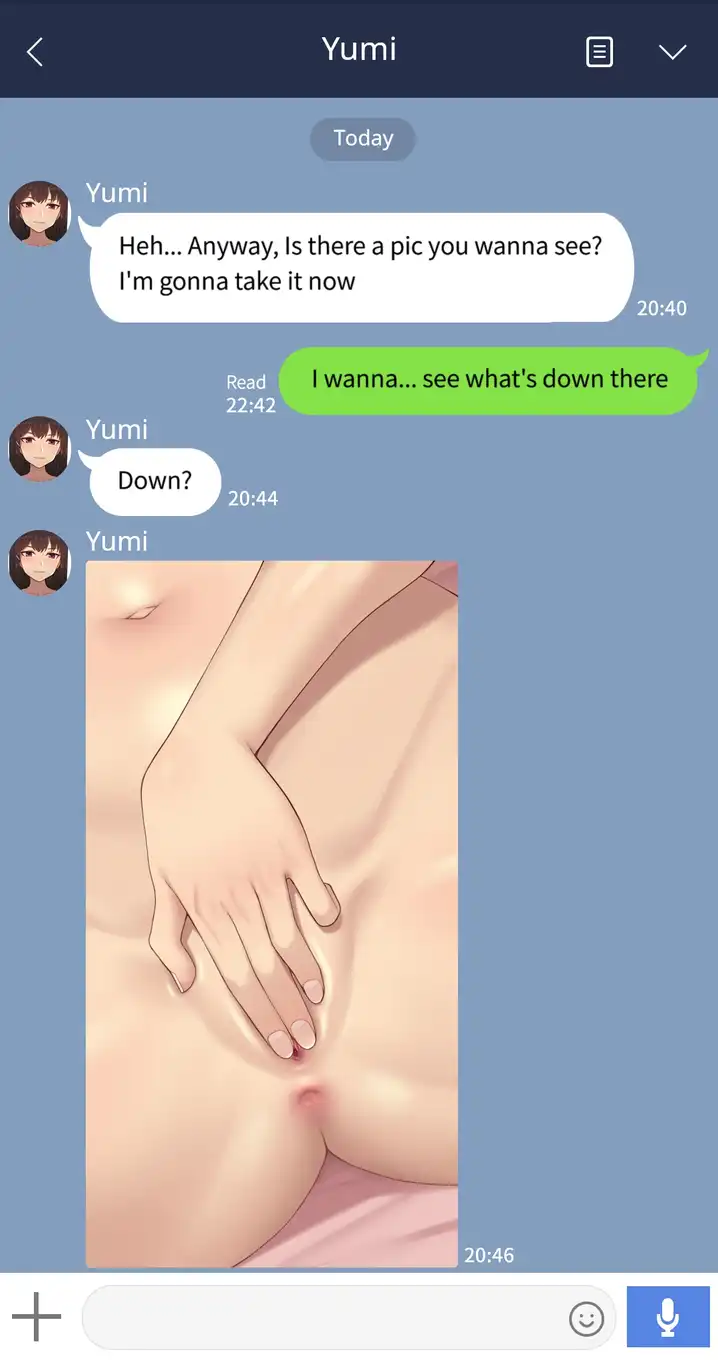 Yumi
Today
Yumi
Heh... Anyway, Is there a pic you wanna see?
I'm gonna take it now
20:40
I wanna... see what's down there
Read
22:42
Yumi
Down?
20:44
Yumi
20:46